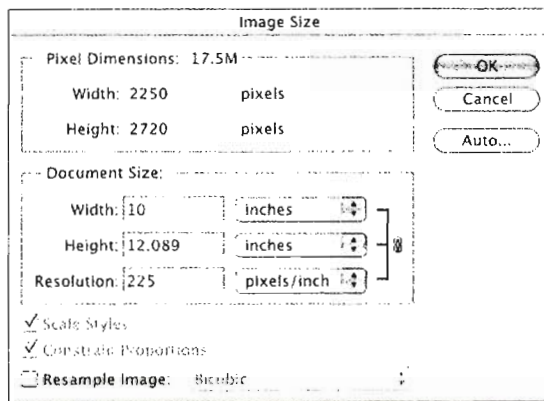 Image Size
Pixel Dimensions: 17.5M
OK
Width: 2250 pixels
Cancel
Height: 2720 pixels
Auto...
Document Size:
Width: 10 inches
Height: 12.089 inches
Resolution: 225 pixels/inch
Scale Styles
Constrain Proportions
Resample Image: Bicubic